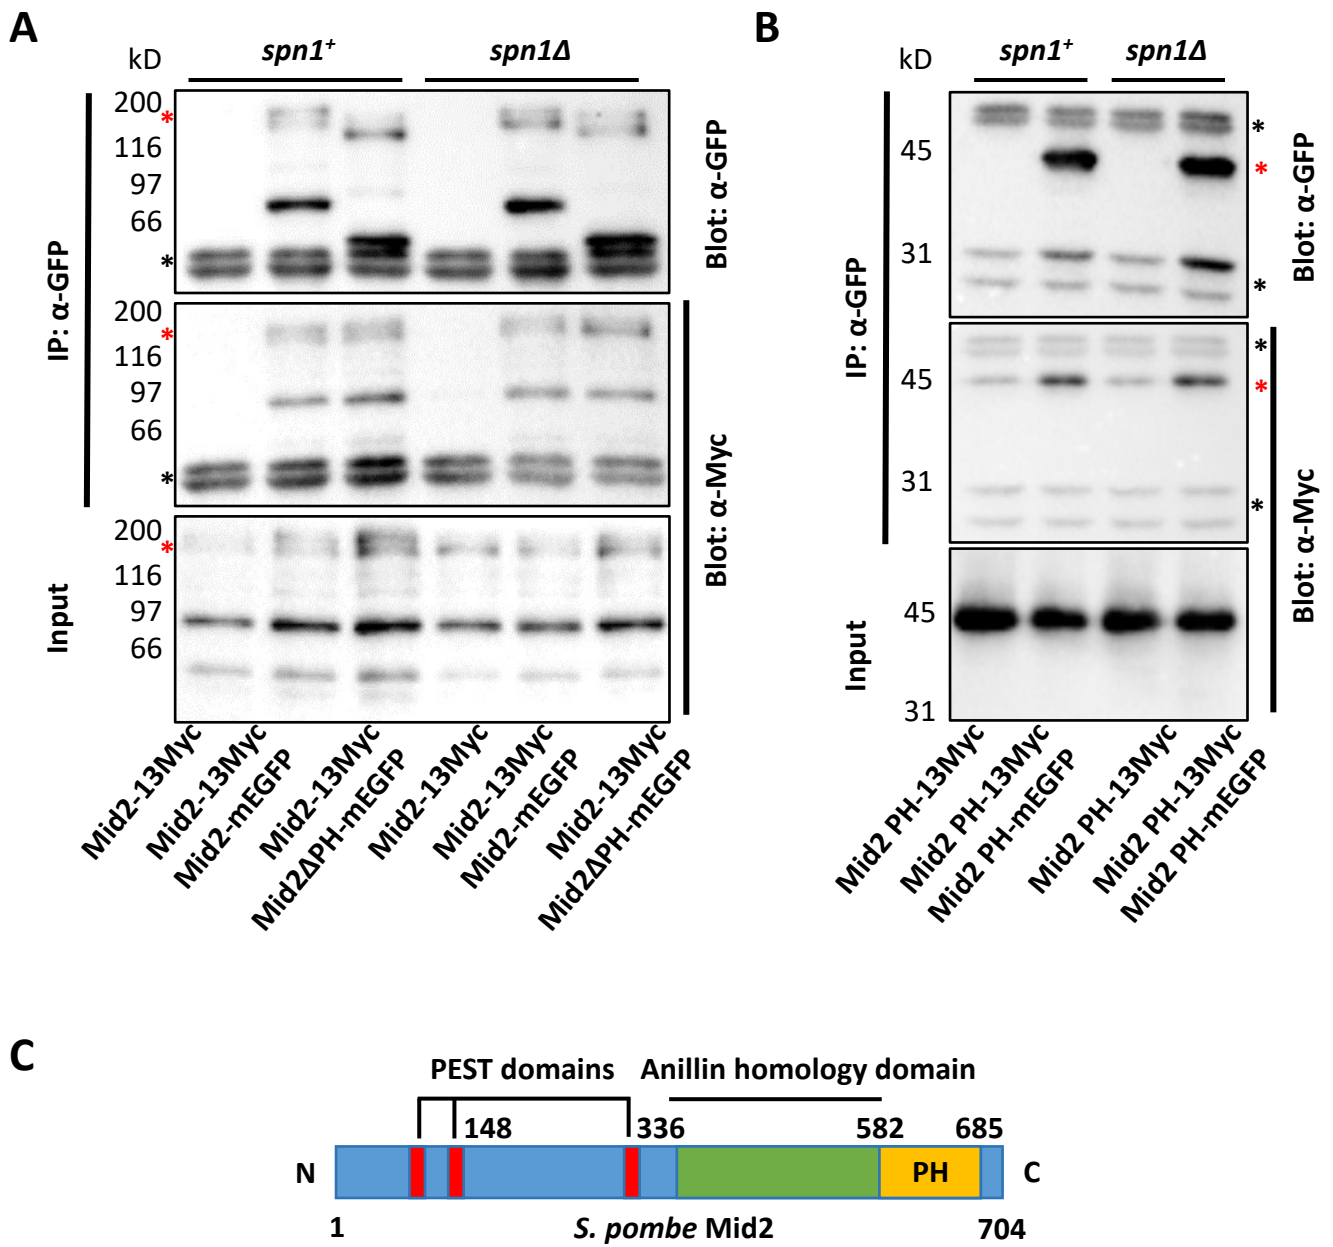 A
kD
spn1+
spn1Δ
200
*
116
97
66
*
IP: α-GFP
Blot: α-GFP
200
*
116
97
66
*
200
*
116
97
66
Input
Blot: α-Myc
Mid2-13Myc
Mid2-13Myc
Mid2-mEGFP
Mid2-13Myc
Mid2ΔPH-mEGFP
Mid2-13Myc
Mid2-13Myc
Mid2-mEGFP
Mid2-13Myc
Mid2ΔPH-mEGFP
B
kD
spn1+
spn1Δ
*
45
*
31
*
IP: α-GFP
Blot: α-GFP
*
45
*
31
*
45
31
Input
Blot: α-Myc
Mid2 PH-13Myc
Mid2 PH-13Myc
Mid2 PH-mEGFP
Mid2 PH-13Myc
Mid2 PH-13Myc
Mid2 PH-mEGFP
C
PEST domains Anillin homology domain
148 336 582 685
N PH C
1 S. pombe Mid2 704